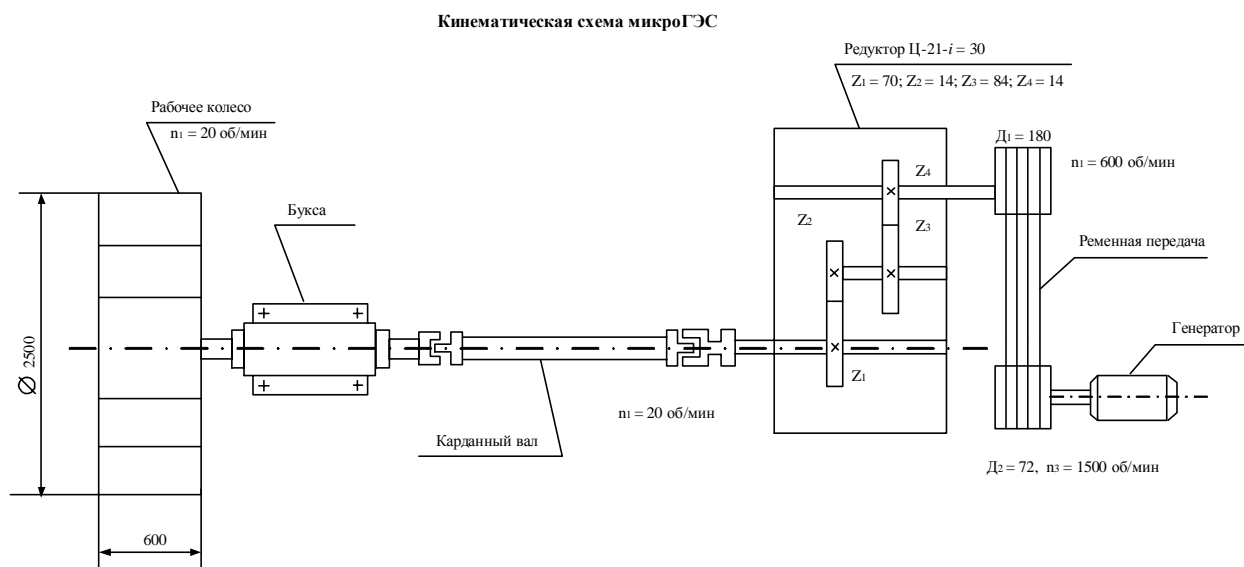 Кинематическая схема микроГЭС
Редуктор Ц-21-i = 30
Z1 = 70; Z2 = 14; Z3 = 84; Z4 = 14
Рабочее колесо
n1 = 20 об/мин
Д1 = 180
n1 = 600 об/мин
Z4
Букса
Z2
Z3
Ременная передача
Генератор
Ø 2500
Z1
n1 = 20 об/мин
Карданный вал
Д2 = 72, n3 = 1500 об/мин
600